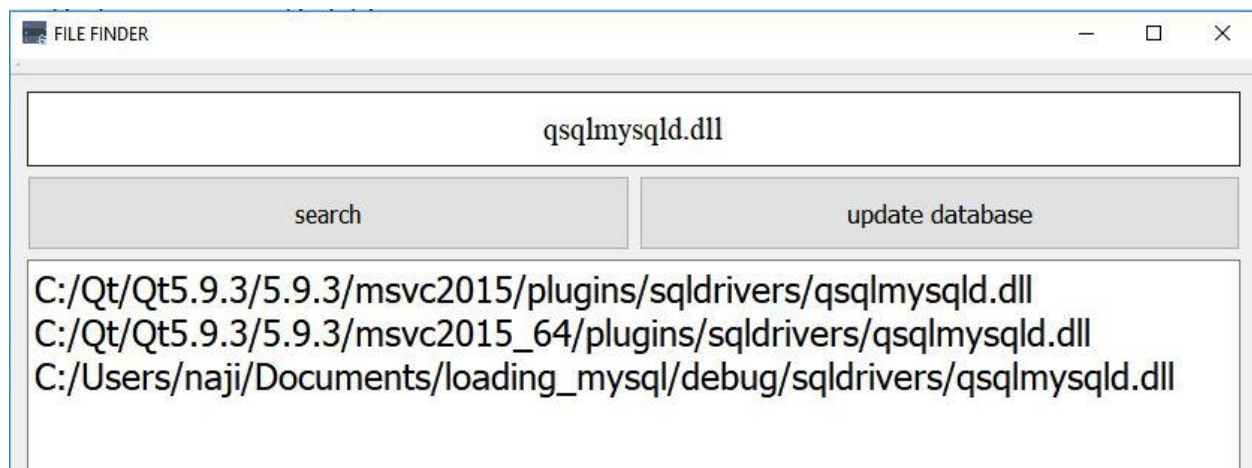 FILE FINDER
qsqlmysqld.dll
search
update database
C:/Qt/Qt5.9.3/5.9.3/msvc2015/plugins/sqldrivers/qsqlmysqld.dll
C:/Qt/Qt5.9.3/5.9.3/msvc2015_64/plugins/sqldrivers/qsqlmysqld.dll
C:/Users/naji/Documents/loading_mysql/debug/sqldrivers/qsqlmysqld.dll